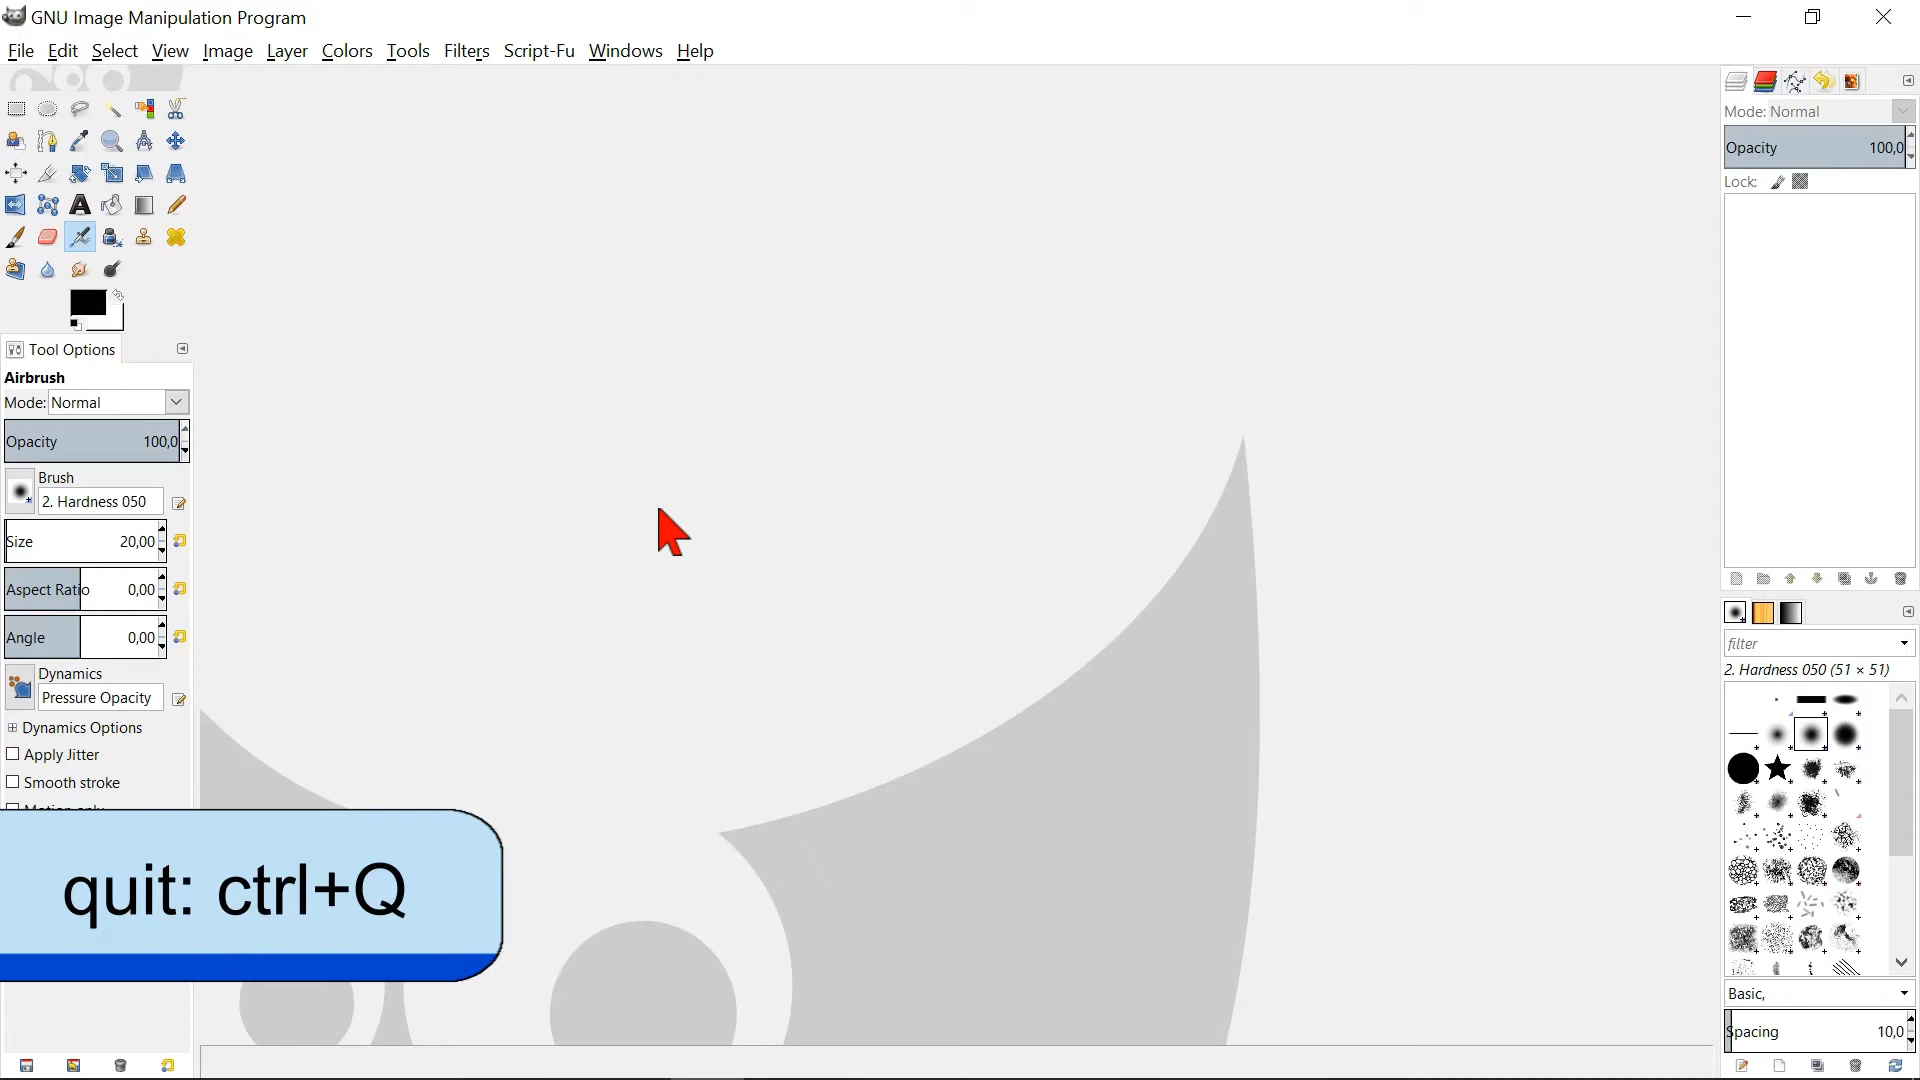 GNU Image Manipulation Program
File Edit Select View Image Layer Colors Tools Filters Script-Fu Windows Help
Tool Options
Airbrush
Mode: Normal
Opacity 100,0
Brush
2. Hardness 050
Size 20,00
Aspect Ratio 0,00
Angle 0,00
Dynamics
Pressure Opacity
Dynamics Options
Apply Jitter
Smooth stroke
quit: ctrl+Q
Mode: Normal
Opacity 100,0
Lock:
filter
2. Hardness 050 (51 × 51)
Basic,
Spacing 10,0